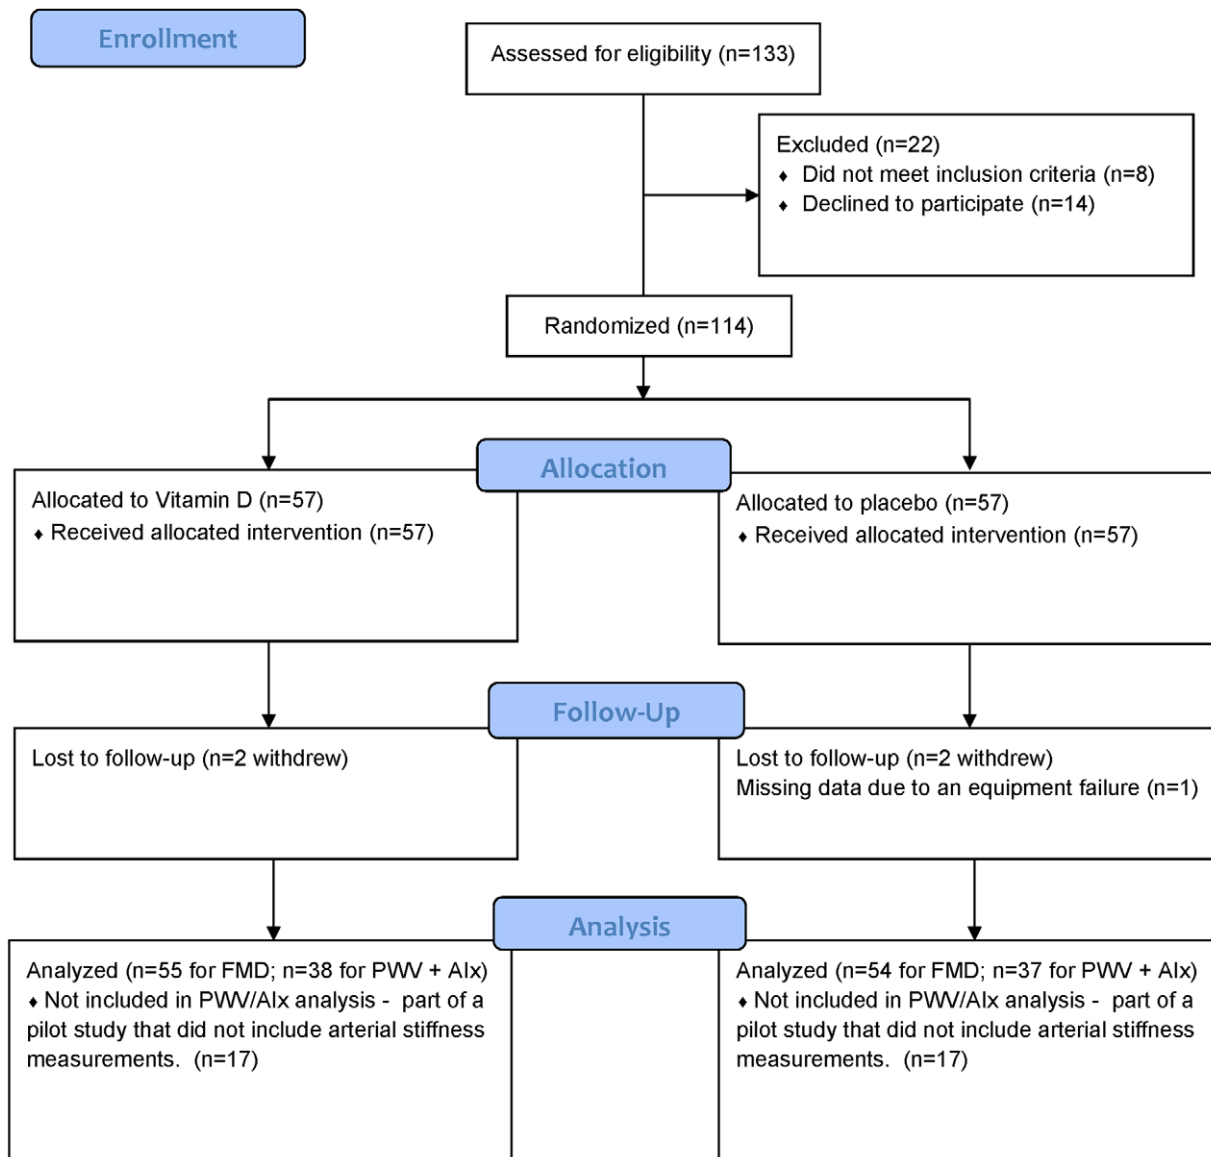 Enrollment
Assessed for eligibility (n=133)
Excluded (n=22)
♦ Did not meet inclusion criteria (n=8)
♦ Declined to participate (n=14)
Randomized (n=114)
Allocation
Allocated to Vitamin D (n=57)
♦ Received allocated intervention (n=57)
Allocated to placebo (n=57)
♦ Received allocated intervention (n=57)
Follow-Up
Lost to follow-up (n=2 withdrew)
Lost to follow-up (n=2 withdrew)
Missing data due to an equipment failure (n=1)
Analysis
Analyzed (n=55 for FMD; n=38 for PWV + AIx)
♦ Not included in PWV/AIx analysis - part of a
pilot study that did not include arterial stiffness
measurements. (n=17)
Analyzed (n=54 for FMD; n=37 for PWV + AIx)
♦ Not included in PWV/AIx analysis - part of a
pilot study that did not include arterial stiffness
measurements. (n=17)